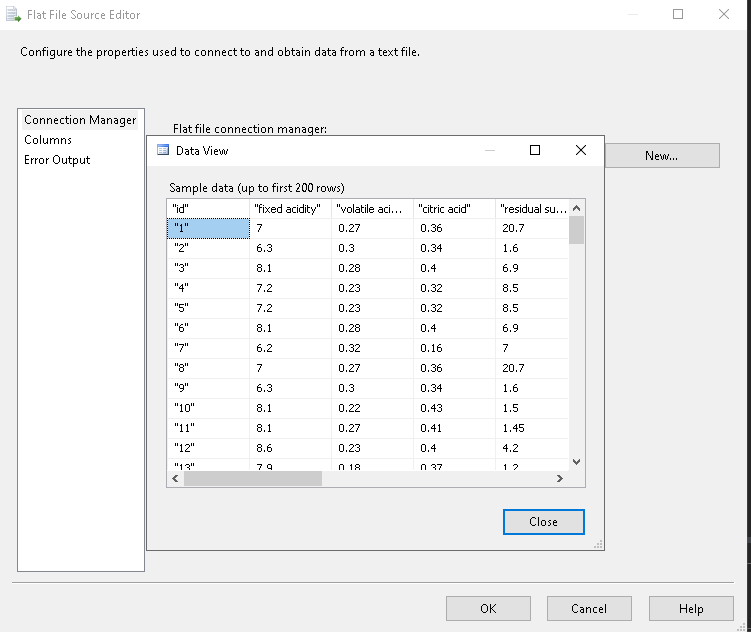 Flat File Source Editor
Configure the properties used to connect to and obtain data from a text file.
Connection Manager
Columns
Error Output
Flat file connection manager:
New...
Data View
Sample data (up to first 200 rows)
"id" "fixed acidity" "volatile aci... "citric acid" "residual su...
"1" 7 0.27 0.36 20.7
"2" 6.3 0.3 0.34 1.6
"3" 8.1 0.28 0.4 6.9
"4" 7.2 0.23 0.32 8.5
"5" 7.2 0.23 0.32 8.5
"6" 8.1 0.28 0.4 6.9
"7" 6.2 0.32 0.16 7
"8" 7 0.27 0.36 20.7
"9" 6.3 0.3 0.34 1.6
"10" 8.1 0.22 0.43 1.5
"11" 8.1 0.27 0.41 1.45
"12" 8.6 0.23 0.4 4.2
"13" 7.9 0.18 0.37 1.2
Close
OK Cancel Help